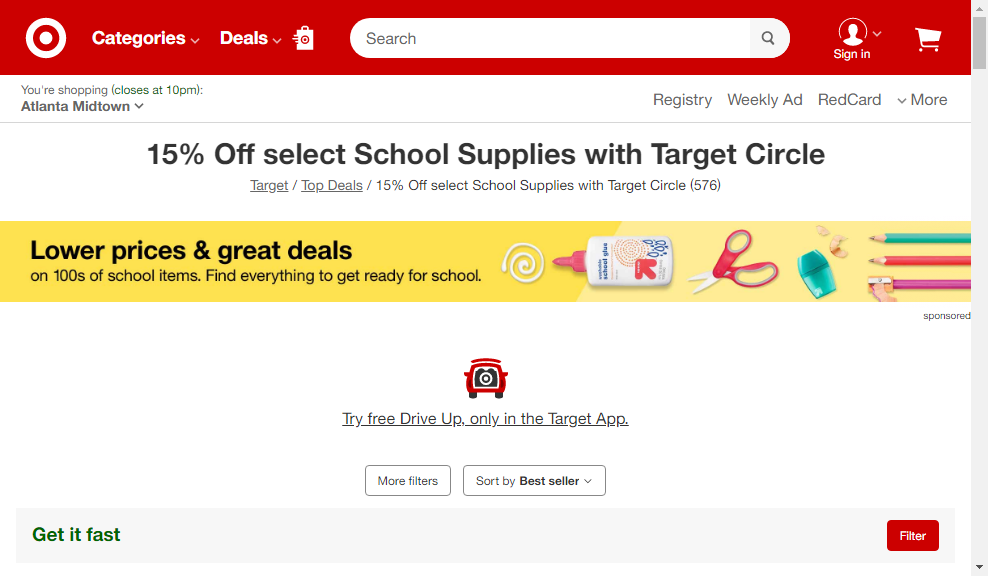 Categories
Deals
Search
Sign in
You're shopping (closes at 10pm):
Atlanta Midtown
Registry
Weekly Ad
RedCard
More
15% Off select School Supplies with Target Circle
Target / Top Deals / 15% Off select School Supplies with Target Circle (576)
Lower prices & great deals
on 100s of school items. Find everything to get ready for school.
washable
school glue
sponsored
Try free Drive Up, only in the Target App.
More filters
Sort by Best seller
Get it fast
Filter